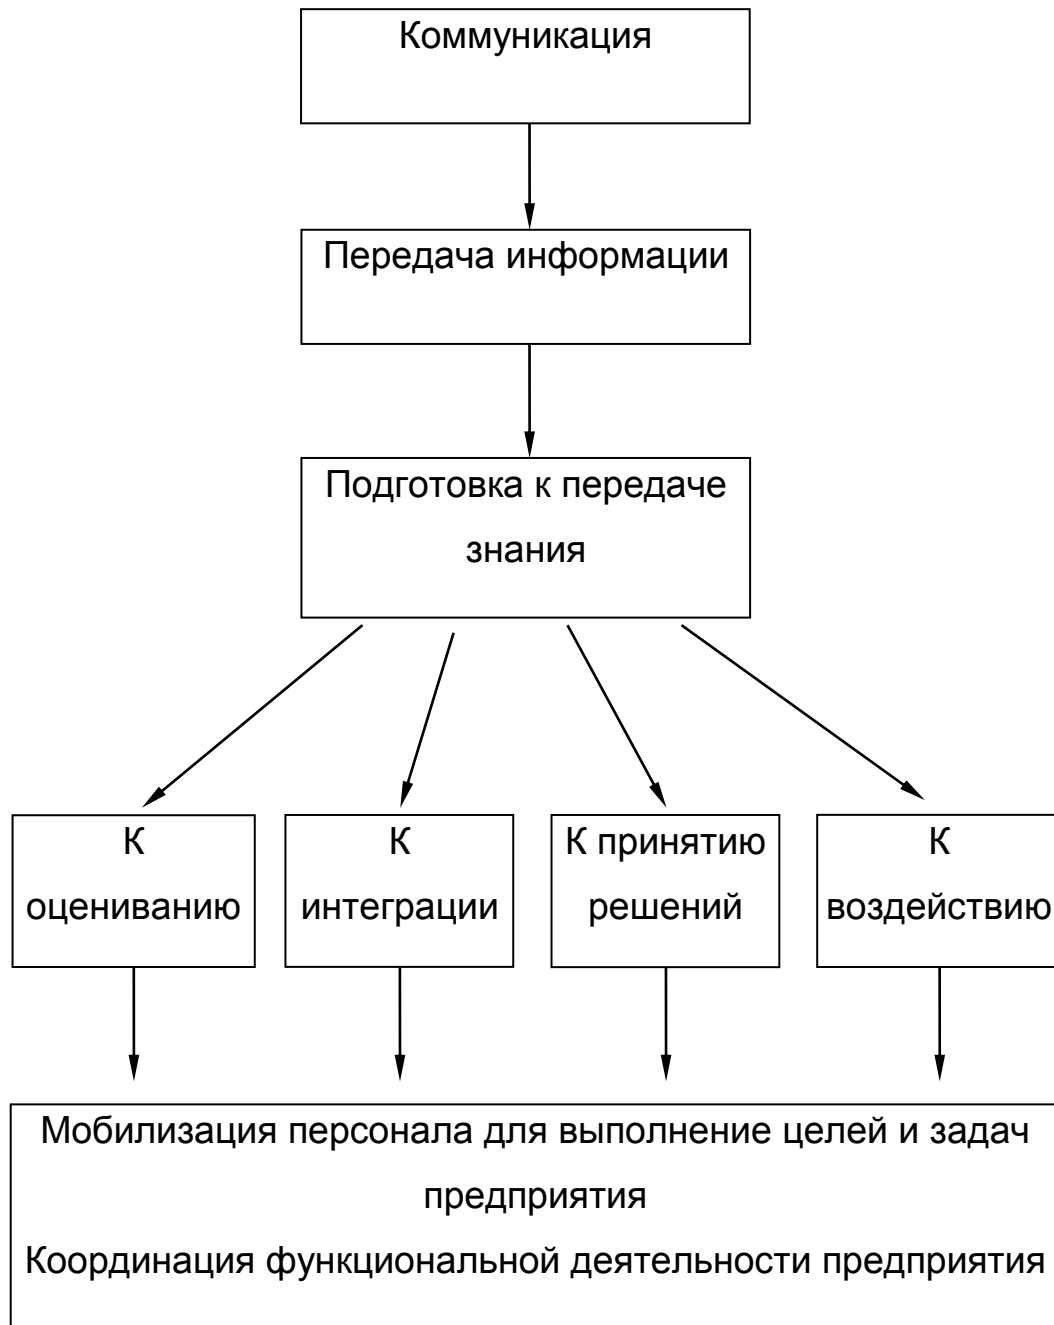 Коммуникация
Передача информации
Подготовка к передаче
знания
К
оцениванию
К
интеграции
К принятию
решений
К
воздействию
Мобилизация персонала для выполнение целей и задач
предприятия
Координация функциональной деятельности предприятия